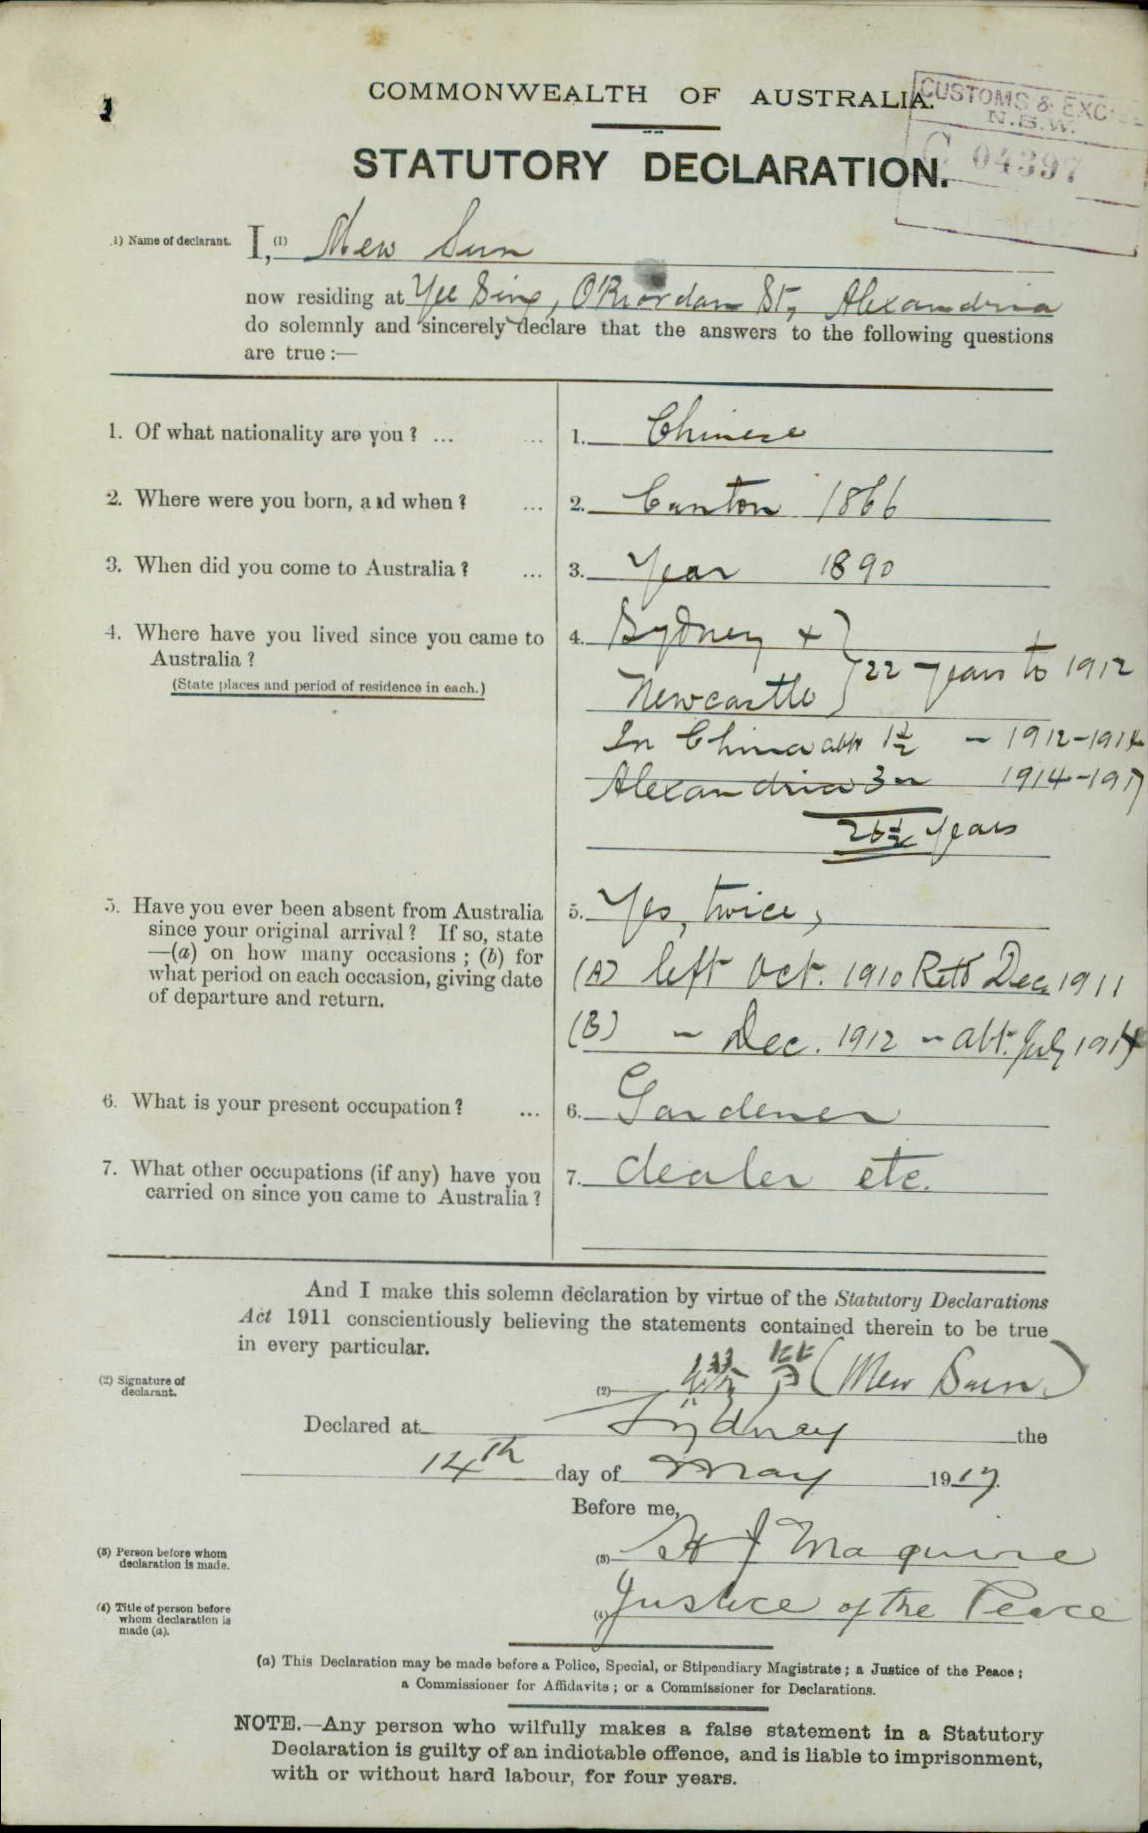 COMMONWEALTH OF AUSTRALIA.
CUSTOMS & EXCISE
N.S.W.
C 04397
STATUTORY DECLARATION.
(1) Name of declarant. I, (1) Mew Sun
now residing at Yee Sing, O'Riordan St, Alexandria
do solemnly and sincerely declare that the answers to the following questions
are true :—
1. Of what nationality are you ? ... ... 1. Chinese
2. Where were you born, and when ? ... 2. Canton 1866
3. When did you come to Australia ? ... 3. Year 1890
4. Where have you lived since you came to 4. Sydney +
Australia ?
(State places and period of residence in each.)
Newcastle } 22 years to 1912
In China abt 1½ - 1912-1914
Alexandria 3 " 1914-1917
26½ years
5. Have you ever been absent from Australia 5. Yes, twice,
since your original arrival ? If so, state
—(a) on how many occasions ; (b) for
what period on each occasion, giving date
of departure and return.
(A) left Oct. 1910 Retd Dec 1911
(B) " Dec. 1912 " abt. July 1914
6. What is your present occupation ? ... 6. Gardener
7. What other occupations (if any) have you 7. dealer etc.
carried on since you came to Australia ?
And I make this solemn declaration by virtue of the Statutory Declarations
Act 1911 conscientiously believing the statements contained therein to be true
in every particular.
(2) Signature of declarant. (2) (Mew Sun)
Declared at Sydney the
14th day of May 1917.
Before me,
(3) Person before whom declaration is made. (3) H J Maguire
(4) Title of person before whom declaration is made (a). (4) Justice of the Peace
(a) This Declaration may be made before a Police, Special, or Stipendiary Magistrate ; a Justice of the Peace ;
a Commissioner for Affidavits ; or a Commissioner for Declarations.
NOTE.—Any person who wilfully makes a false statement in a Statutory
Declaration is guilty of an indictable offence, and is liable to imprisonment,
with or without hard labour, for four years.